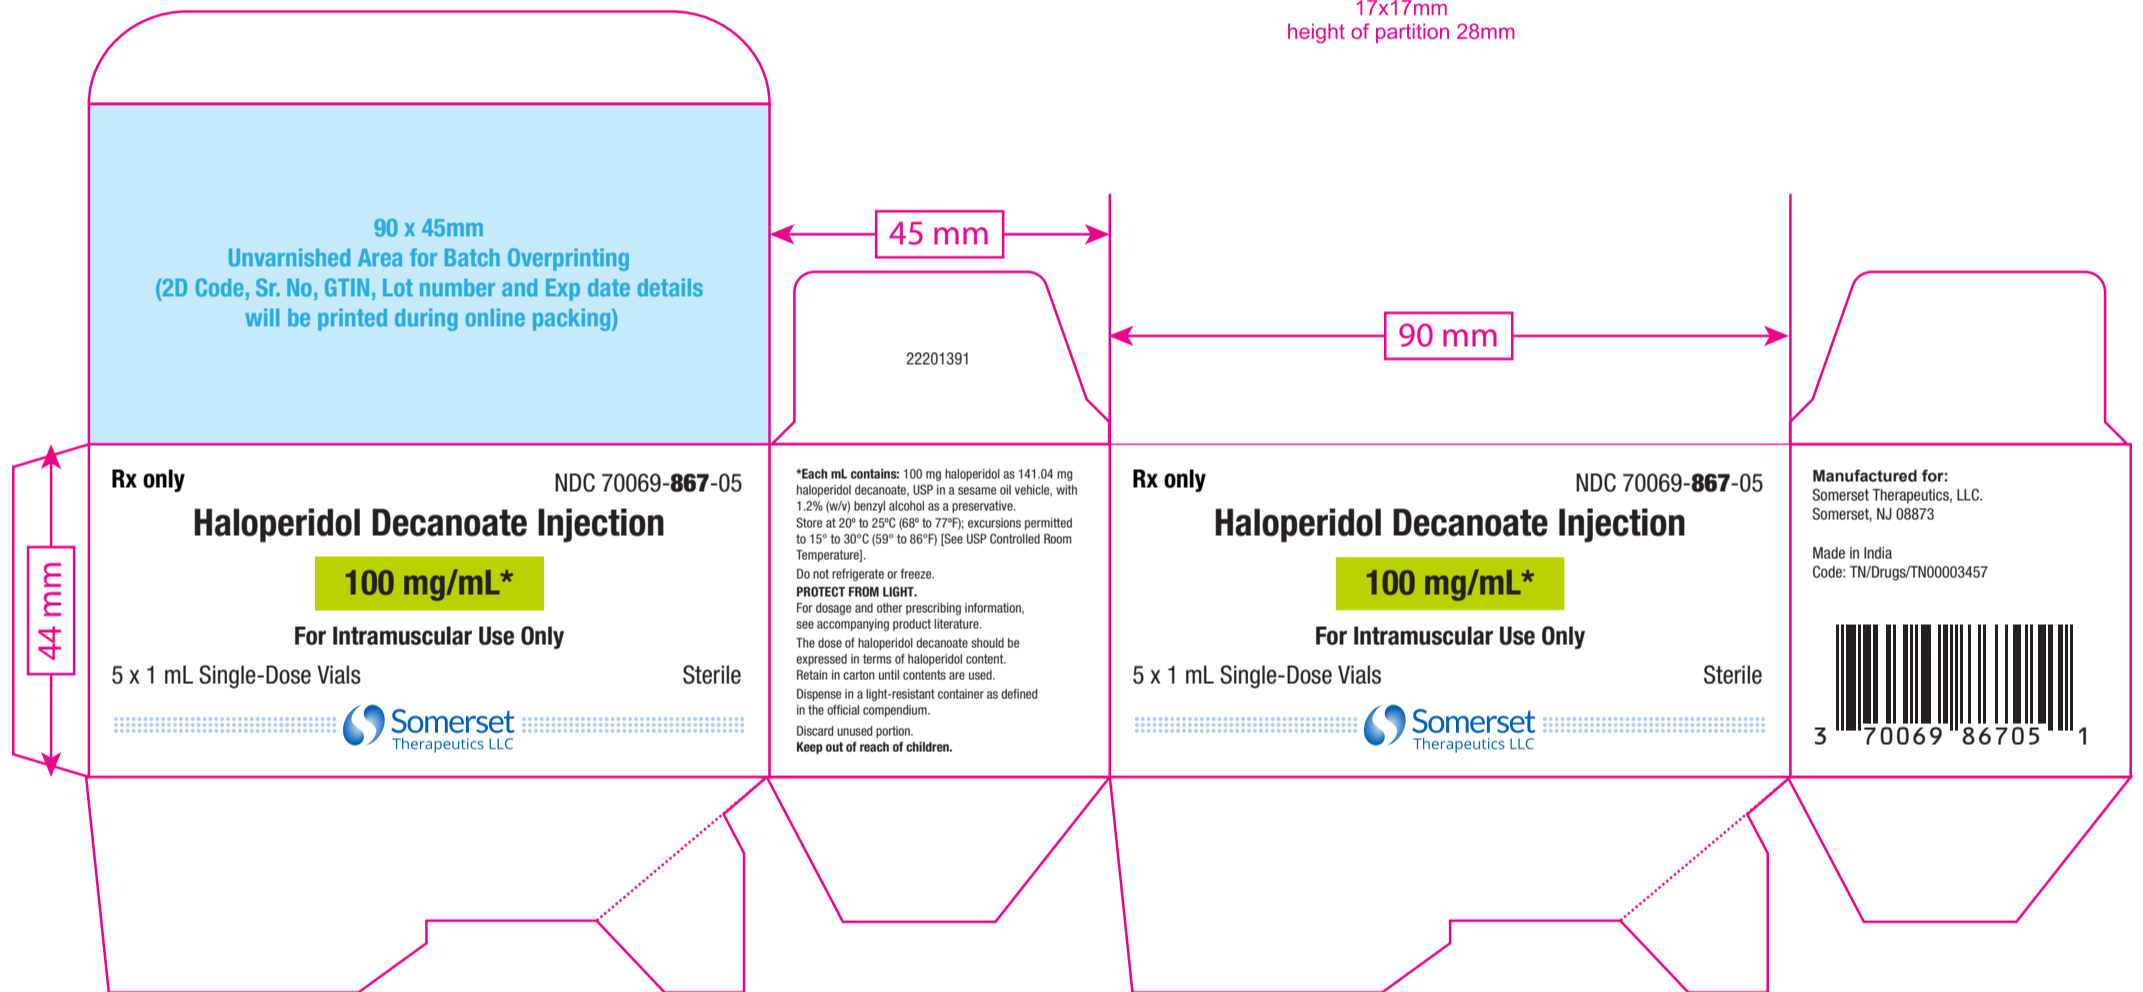 17x17mm
height of partition 28mm
90 x 45mm
Unvarnished Area for Batch Overprinting
(2D Code, Sr. No, GTIN, Lot number and Exp date details
will be printed during online packing)
45 mm
22201391
90 mm
44 mm
Rx only
NDC 70069-867-05
Haloperidol Decanoate Injection
100 mg/mL*
For Intramuscular Use Only
5 x 1 mL Single-Dose Vials
Sterile
Somerset
Therapeutics LLC
*Each mL contains: 100 mg haloperidol as 141.04 mg
haloperidol decanoate, USP in a sesame oil vehicle, with
1.2% (w/v) benzyl alcohol as a preservative.
Store at 20º to 25ºC (68º to 77ºF); excursions permitted
to 15° to 30°C (59° to 86°F) [See USP Controlled Room
Temperature].
Do not refrigerate or freeze.
PROTECT FROM LIGHT.
For dosage and other prescribing information,
see accompanying product literature.
The dose of haloperidol decanoate should be
expressed in terms of haloperidol content.
Retain in carton until contents are used.
Dispense in a light-resistant container as defined
in the official compendium.
Discard unused portion.
Keep out of reach of children.
Rx only
NDC 70069-867-05
Haloperidol Decanoate Injection
100 mg/mL*
For Intramuscular Use Only
5 x 1 mL Single-Dose Vials
Sterile
Somerset
Therapeutics LLC
Manufactured for:
Somerset Therapeutics, LLC.
Somerset, NJ 08873
Made in India
Code: TN/Drugs/TN00003457
3 70069 86705 1